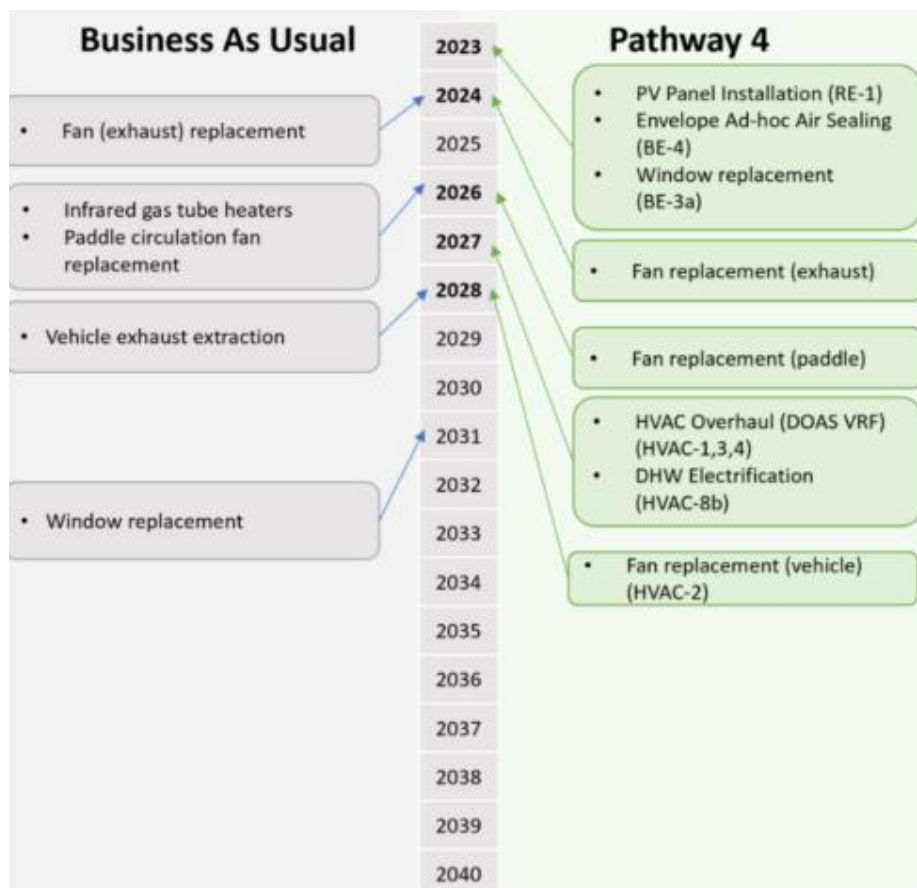 Business As Usual
• Fan (exhaust) replacement
• Infrared gas tube heaters
• Paddle circulation fan
replacement
• Vehicle exhaust extraction
• Window replacement
2023
2024
2025
2026
2027
2028
2029
2030
2031
2032
2033
2034
2035
2036
2037
2038
2039
2040
Pathway 4
• PV Panel Installation (RE-1)
• Envelope Ad-hoc Air Sealing
(BE-4)
• Window replacement
(BE-3a)
• Fan replacement (exhaust)
• Fan replacement (paddle)
• HVAC Overhaul (DOAS VRF)
(HVAC-1,3,4)
• DHW Electrification
(HVAC-8b)
• Fan replacement (vehicle)
(HVAC-2)